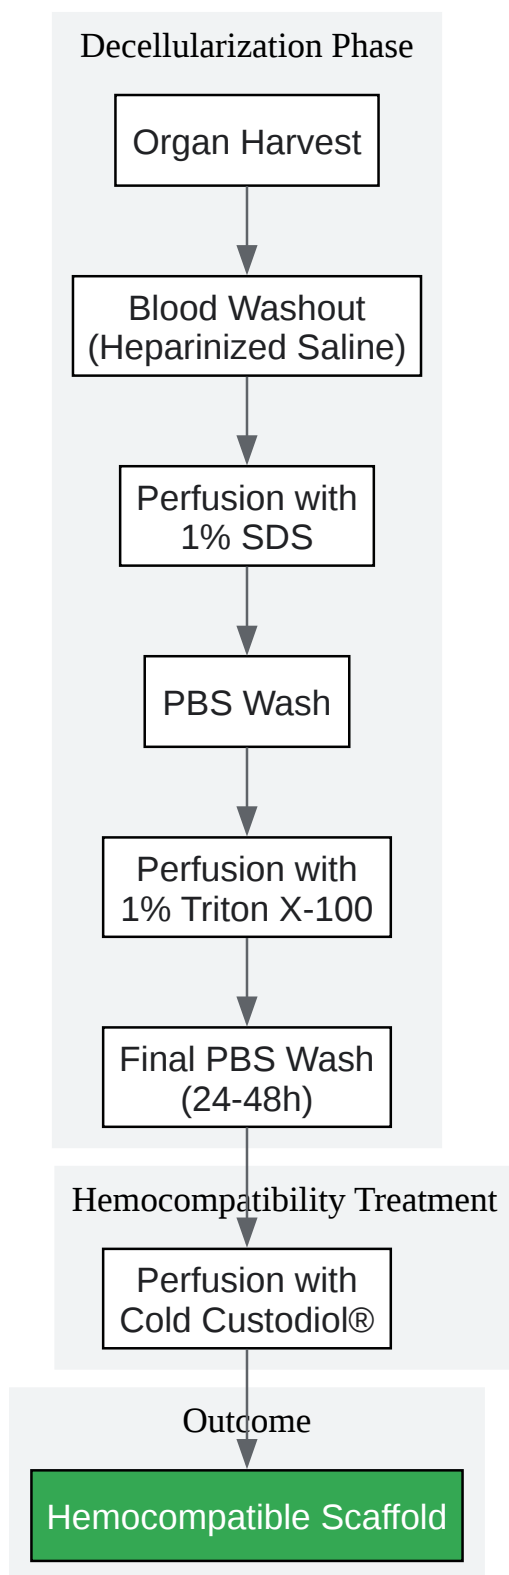 Decellularization Phase
Organ Harvest
Blood Washout
(Heparinized Saline)
Perfusion with
1% SDS
PBS Wash
Perfusion with
1% Triton X-100
Final PBS Wash
(24-48h)
Hemocompatibility Treatment
Perfusion with
Cold Custodiol®
Outcome
Hemocompatible Scaffold